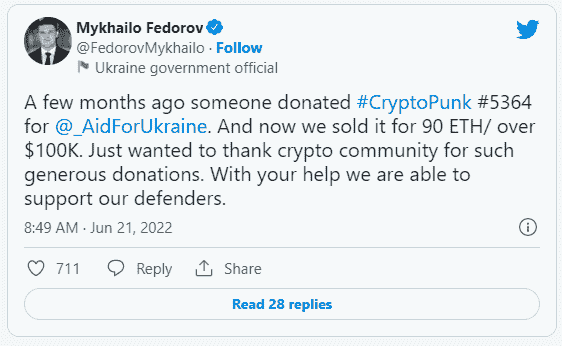 Mykhailo Fedorov
@FedorovMykhailo · Follow
Ukraine government official
A few months ago someone donated #CryptoPunk #5364
for @_AidForUkraine. And now we sold it for 90 ETH/ over
$100K. Just wanted to thank crypto community for such
generous donations. With your help we are able to
support our defenders.
8:49 AM · Jun 21, 2022
711 Reply Share
Read 28 replies